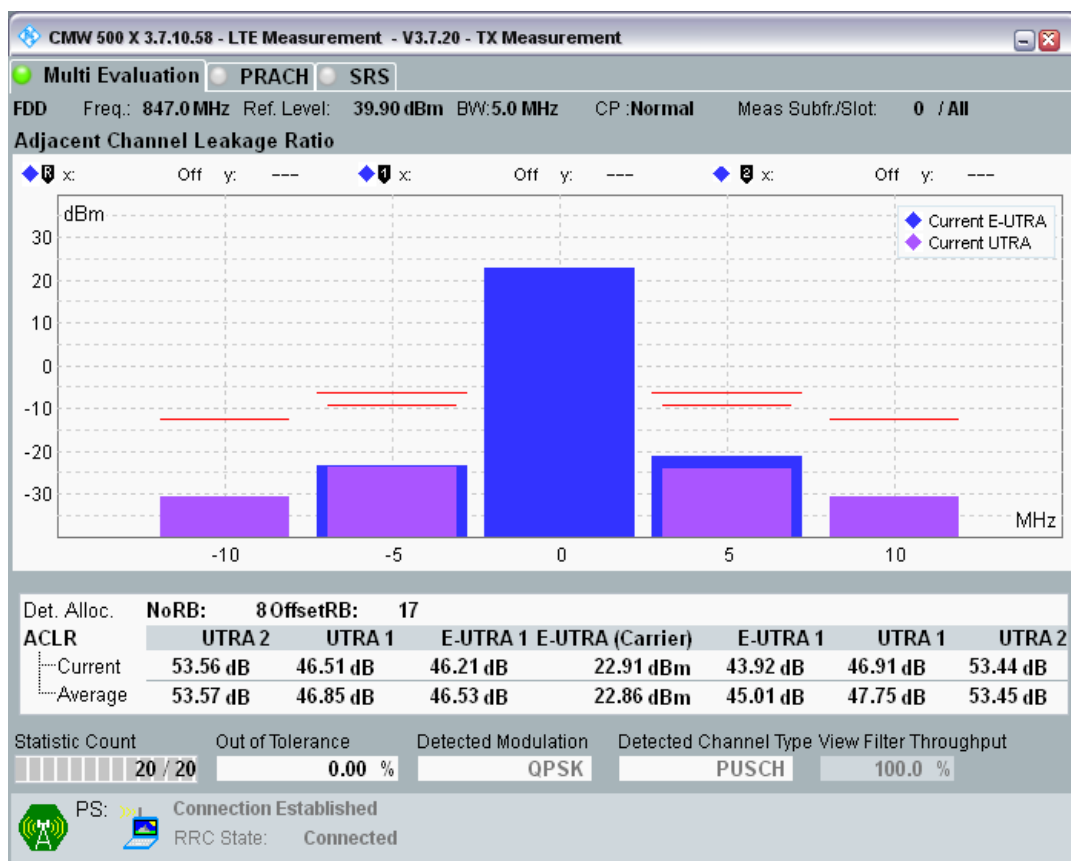 CMW 500 X 3.7.10.58 - LTE Measurement - V3.7.20 - TX Measurement
Multi Evaluation PRACH SRS
FDD Freq.: 847.0 MHz Ref. Level: 39.90 dBm BW:5.0 MHz CP :Normal Meas Subfr./Slot: 0 / All
Adjacent Channel Leakage Ratio
R x: Off y: --- 1 x: Off y: --- 2 x: Off y: ---
dBm
Current E-UTRA
Current UTRA
30
20
10
0
-10
-20
-30
MHz
-10 -5 0 5 10
Det. Alloc. NoRB: 8 OffsetRB: 17
ACLR UTRA 2 UTRA 1 E-UTRA 1 E-UTRA (Carrier) E-UTRA 1 UTRA 1 UTRA 2
Current 53.56 dB 46.51 dB 46.21 dB 22.91 dBm 43.92 dB 46.91 dB 53.44 dB
Average 53.57 dB 46.85 dB 46.53 dB 22.86 dBm 45.01 dB 47.75 dB 53.45 dB
Statistic Count Out of Tolerance Detected Modulation Detected Channel Type View Filter Throughput
20 / 20 0.00 % QPSK PUSCH 100.0 %
PS: Connection Established
RRC State: Connected